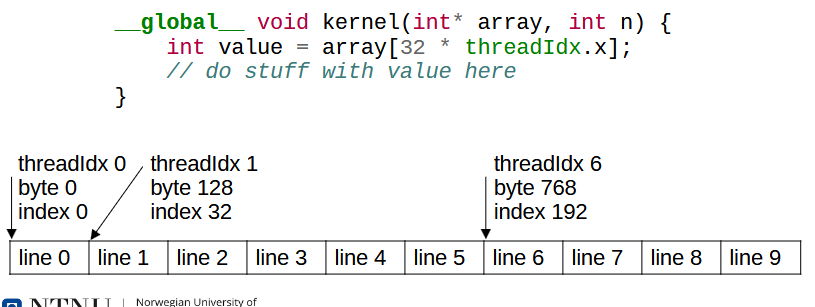 __global__ void kernel(int* array, int n) {
int value = array[32 * threadIdx.x];
// do stuff with value here
}
threadIdx 0 threadIdx 1 threadIdx 6
byte 0 byte 128 byte 768
index 0 index 32 index 192
line 0 line 1 line 2 line 3 line 4 line 5 line 6 line 7 line 8 line 9
NTNU Norwegian University of